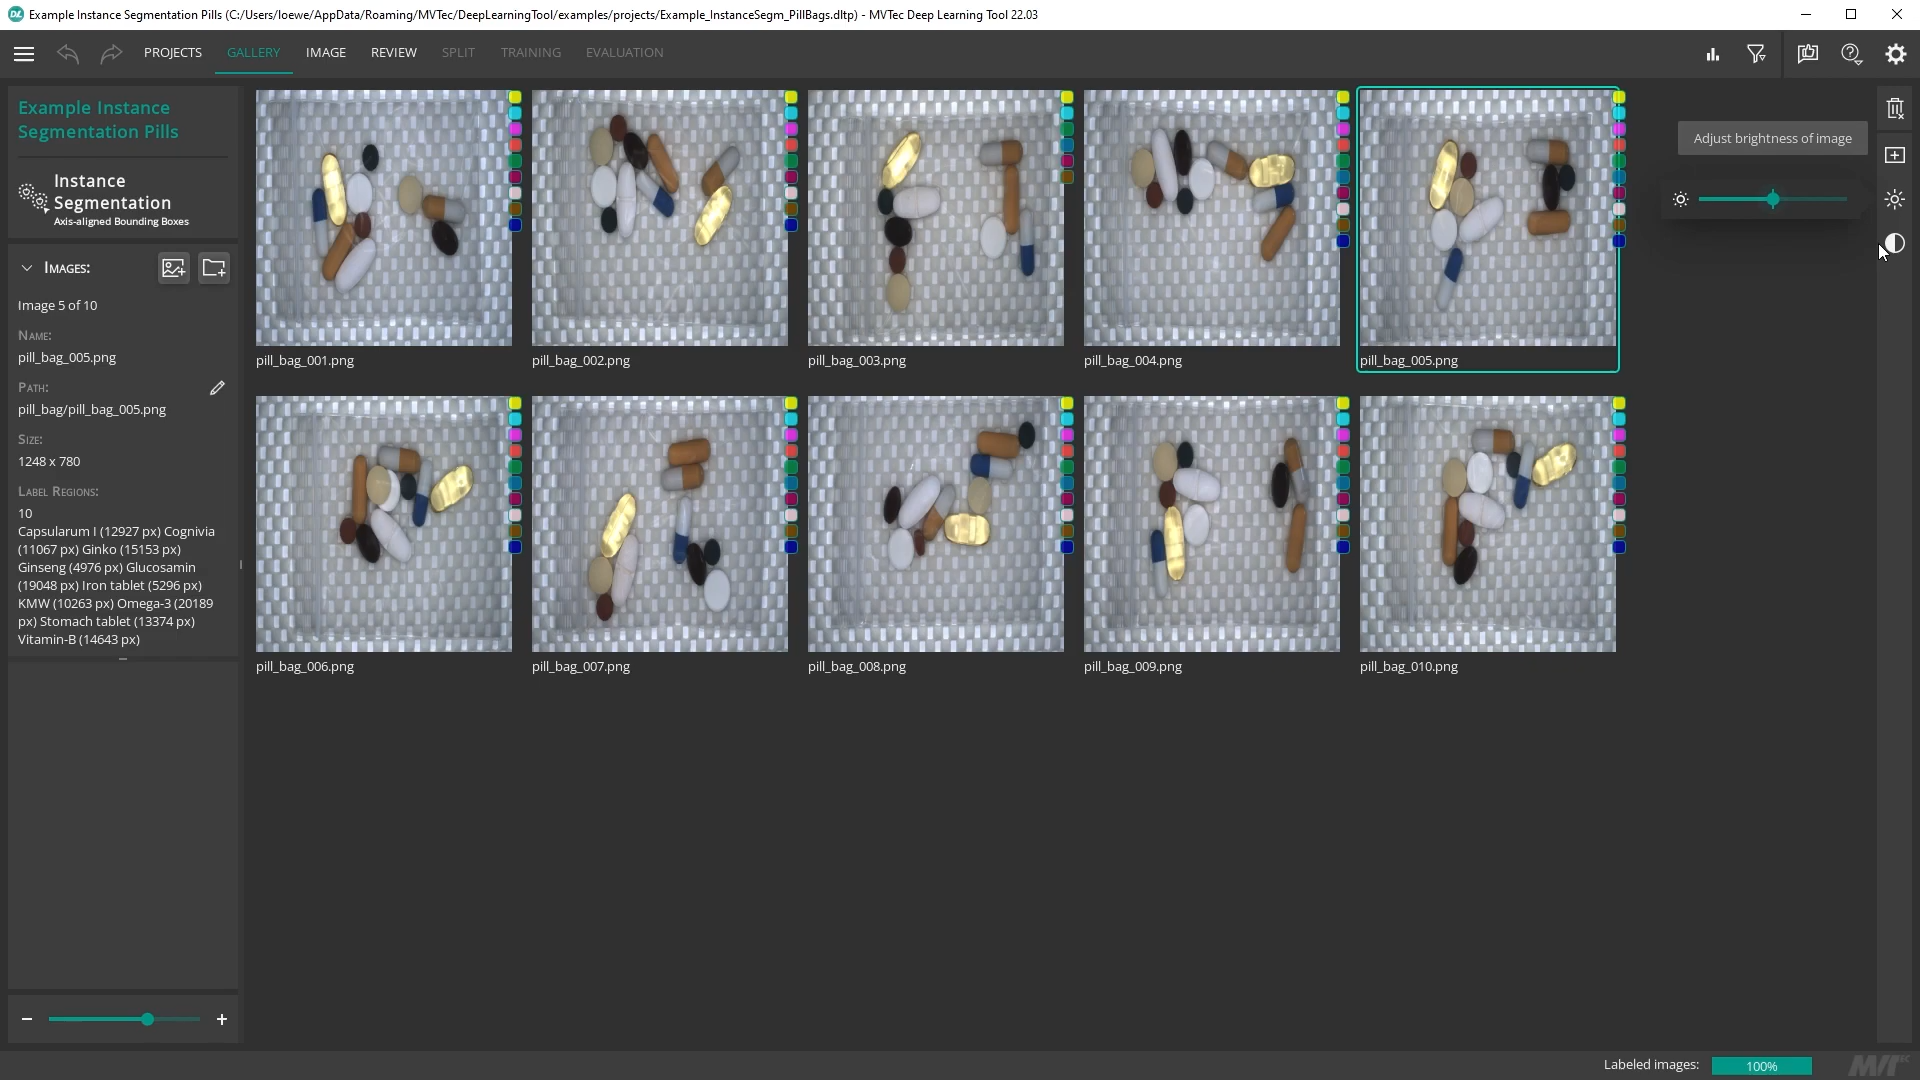 Example Instance Segmentation Pills (C:/Users/loewe/AppData/Roaming/MVTec/DeepLearningTool/examples/projects/Example_InstanceSegm_PillBags.dltp) - MVTec Deep Learning Tool 22.03
PROJECTS GALLERY IMAGE REVIEW SPLIT TRAINING EVALUATION
Example Instance
Segmentation Pills
Instance
Segmentation
Axis-aligned Bounding Boxes
IMAGES:
Image 5 of 10
NAME:
pill_bag_005.png
PATH:
pill_bag/pill_bag_005.png
SIZE:
1248 x 780
LABEL REGIONS:
10
Capsularum I (12927 px) Cognivia
(11067 px) Ginko (15153 px)
Ginseng (4976 px) Glucosamin
(19048 px) Iron tablet (5296 px)
KMW (10263 px) Omega-3 (20189
px) Stomach tablet (13374 px)
Vitamin-B (14643 px)
pill_bag_001.png
pill_bag_002.png
pill_bag_003.png
pill_bag_004.png
pill_bag_005.png
pill_bag_006.png
pill_bag_007.png
pill_bag_008.png
pill_bag_009.png
pill_bag_010.png
Adjust brightness of image
Labeled images: 100%